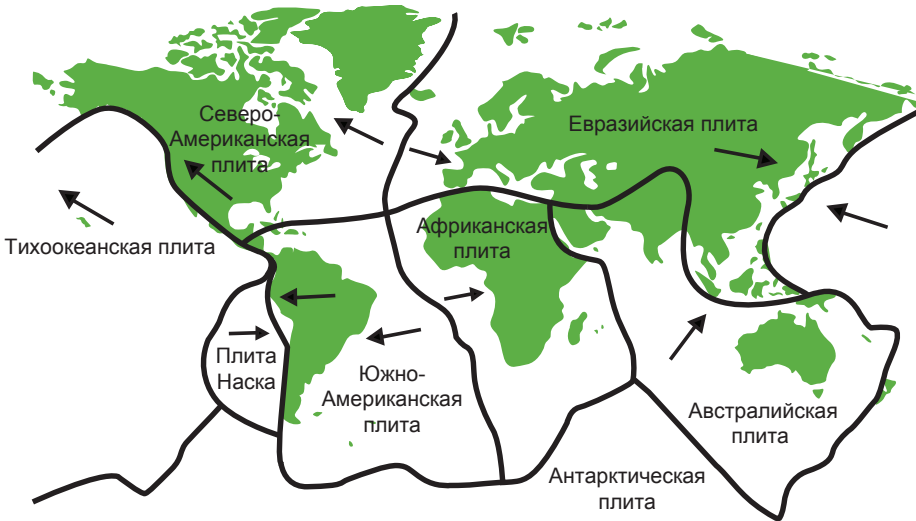 Северо-
Американская
плита
Евразийская плита
Тихоокеанская плита
Африканская
плита
Плита
Наска
Южно-
Американская
плита
Австралийская
плита
Антарктическая
плита